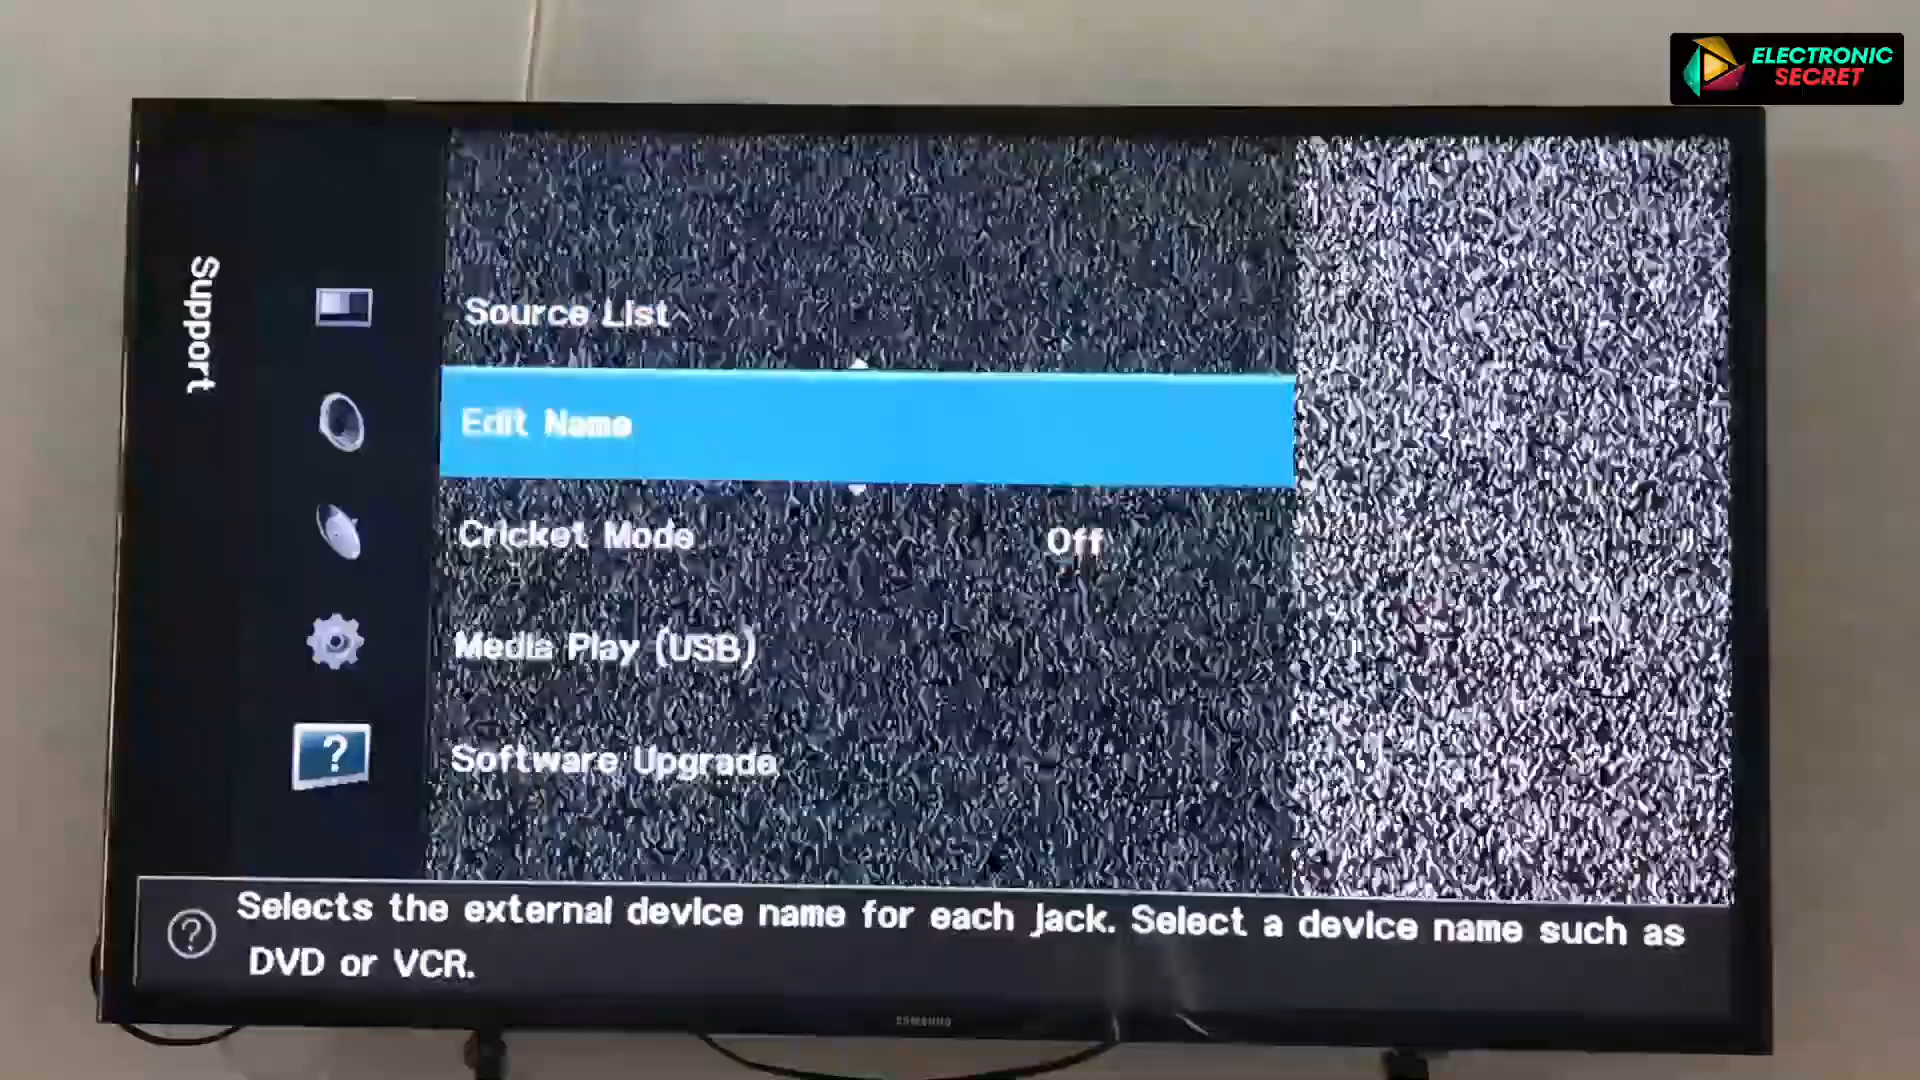 ELECTRONIC
SECRET
Support
Source List
Edit Name
Cricket Mode Off
Media Play (USB)
Software Upgrade
?
Selects the external device name for each jack. Select a device name such as
DVD or VCR.
SAMSUNG